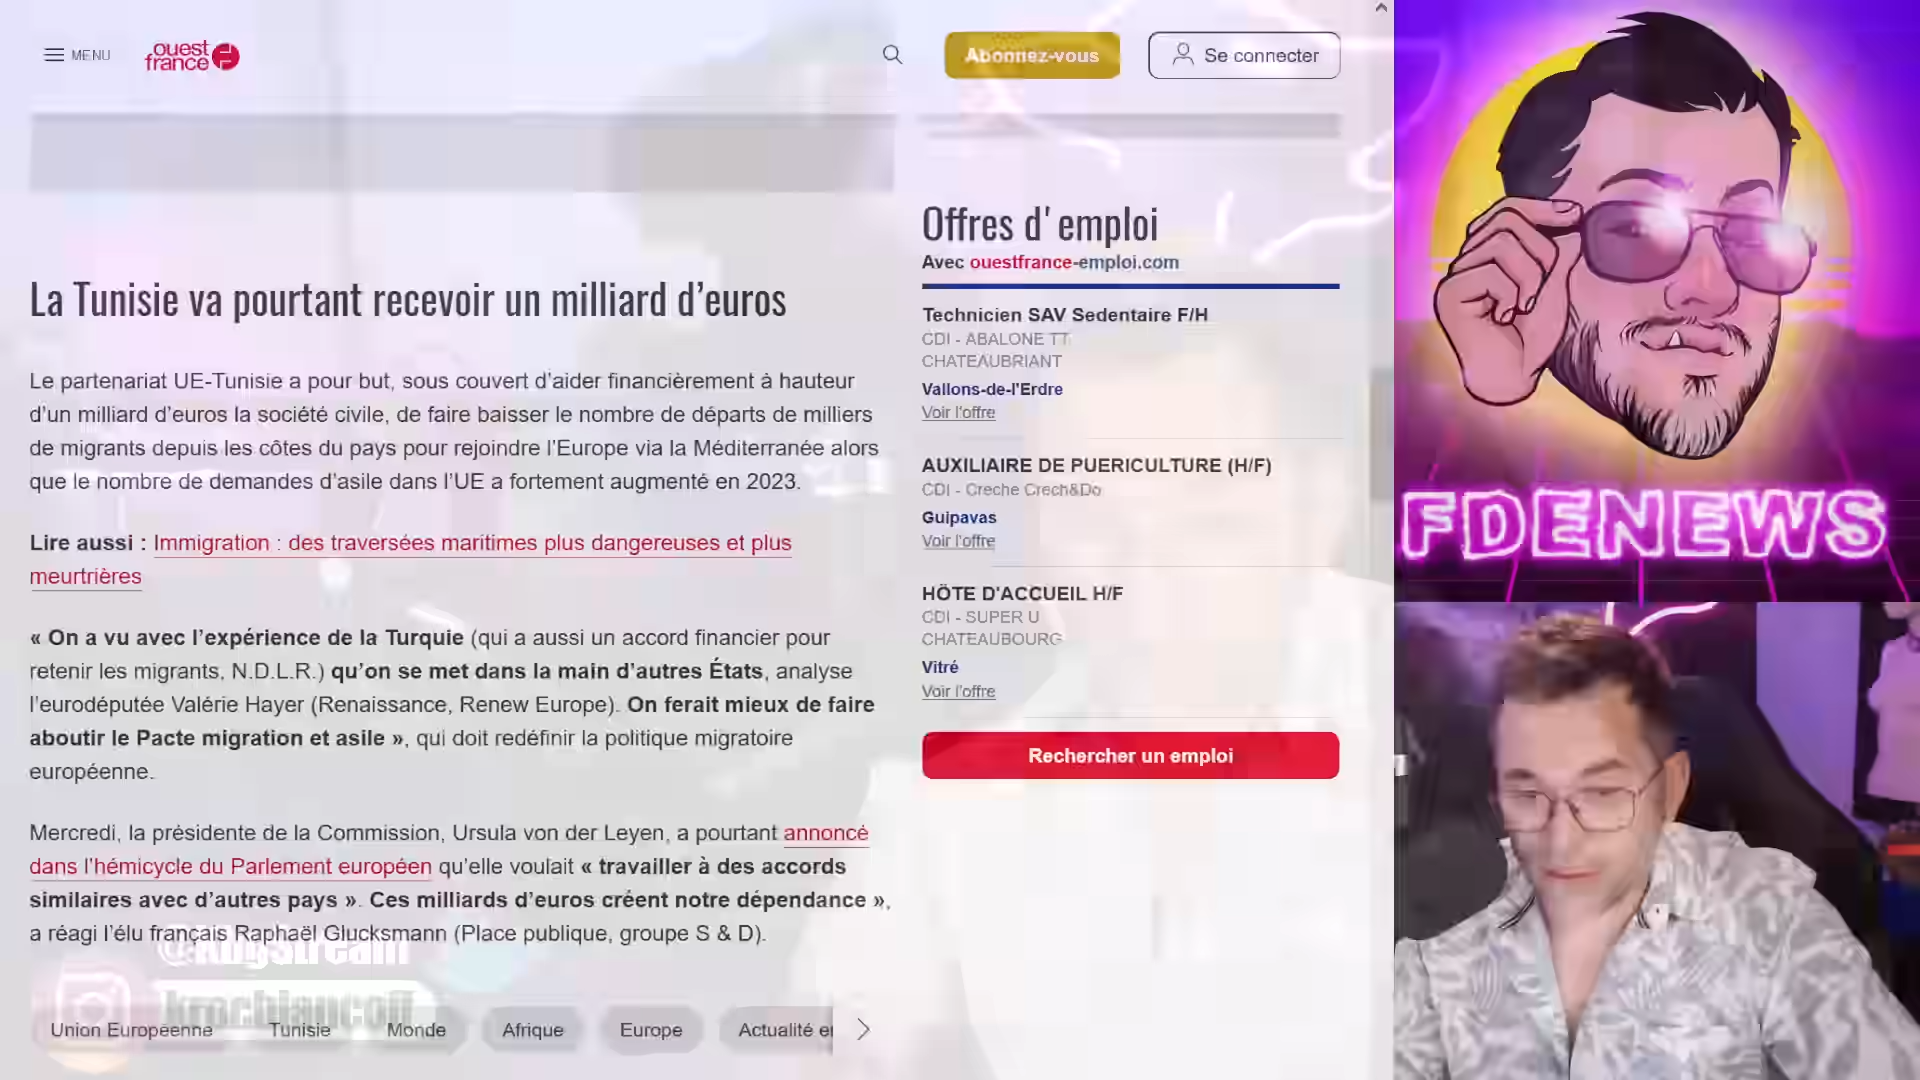 MENU
ouest
france
Abonnez-vous
Se connecter
La Tunisie va pourtant recevoir un milliard d’euros
Le partenariat UE-Tunisie a pour but, sous couvert d’aider financièrement à hauteur
d’un milliard d’euros la société civile, de faire baisser le nombre de départs de milliers
de migrants depuis les côtes du pays pour rejoindre l’Europe via la Méditerranée alors
que le nombre de demandes d’asile dans l’UE a fortement augmenté en 2023.
Lire aussi : Immigration : des traversées maritimes plus dangereuses et plus
meurtrières
« On a vu avec l’expérience de la Turquie (qui a aussi un accord financier pour
retenir les migrants, N.D.L.R.) qu’on se met dans la main d’autres États, analyse
l’eurodéputée Valérie Hayer (Renaissance, Renew Europe). On ferait mieux de faire
aboutir le Pacte migration et asile », qui doit redéfinir la politique migratoire
européenne.
Mercredi, la présidente de la Commission, Ursula von der Leyen, a pourtant annoncé
dans l’hémicycle du Parlement européen qu’elle voulait « travailler à des accords
similaires avec d’autres pays ». Ces milliards d’euros créent notre dépendance »,
a réagi l’élu français Raphaël Glucksmann (Place publique, groupe S & D).
Union Européenne
Tunisie
Monde
Afrique
Europe
Actualité en
Offres d'emploi
Avec ouestfrance-emploi.com
Technicien SAV Sedentaire F/H
CDI - ABALONE TT
CHATEAUBRIANT
Vallons-de-l'Erdre
Voir l'offre
AUXILIAIRE DE PUERICULTURE (H/F)
CDI - Creche Crech&Do
Guipavas
Voir l'offre
HÔTE D'ACCUEIL H/F
CDI - SUPER U
CHATEAUBOURG
Vitré
Voir l'offre
Rechercher un emploi
FDENEWS